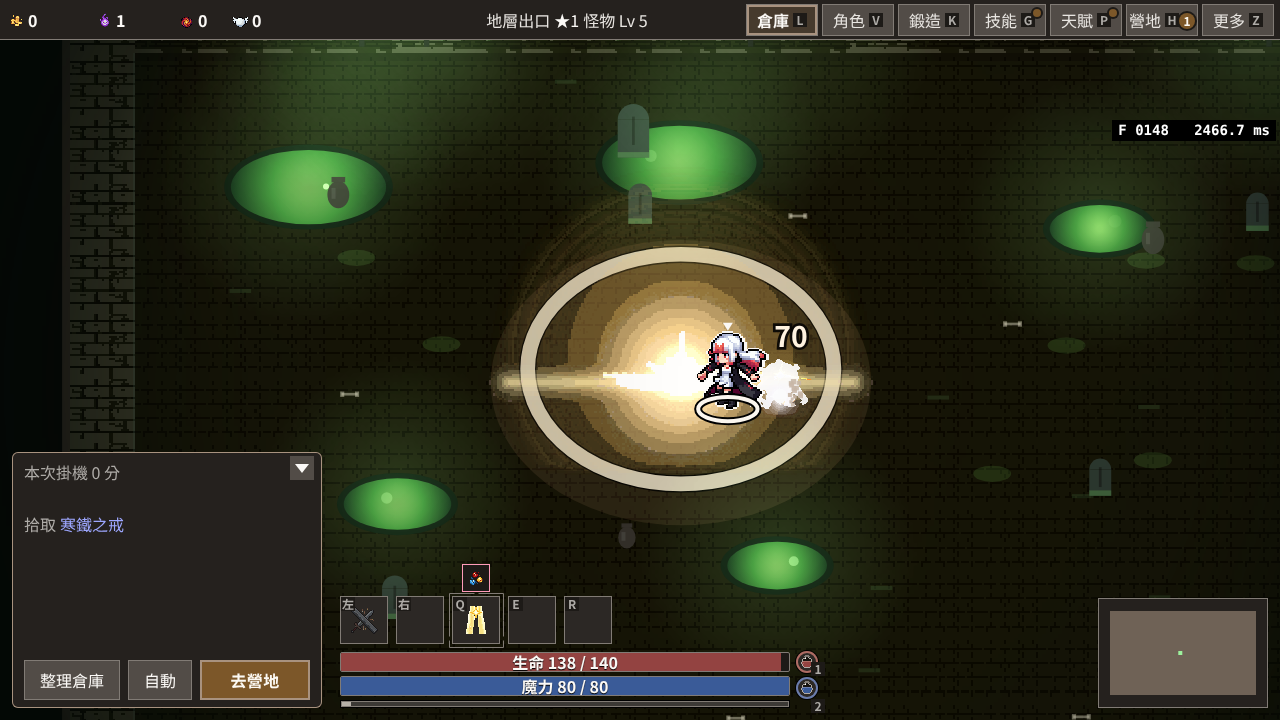 0 1 0 0 地層出口 ★1 怪物 Lv 5 倉庫 L 角色 V 鍛造 K 技能 G 天賦 P 營地 H 1 更多 Z
F 0148 2466.7 ms
70
本次掛機 0 分
拾取 寒鐵之戒
左 右 Q E R
生命 138 / 140 1
整理倉庫 自動 去營地
魔力 80 / 80 2